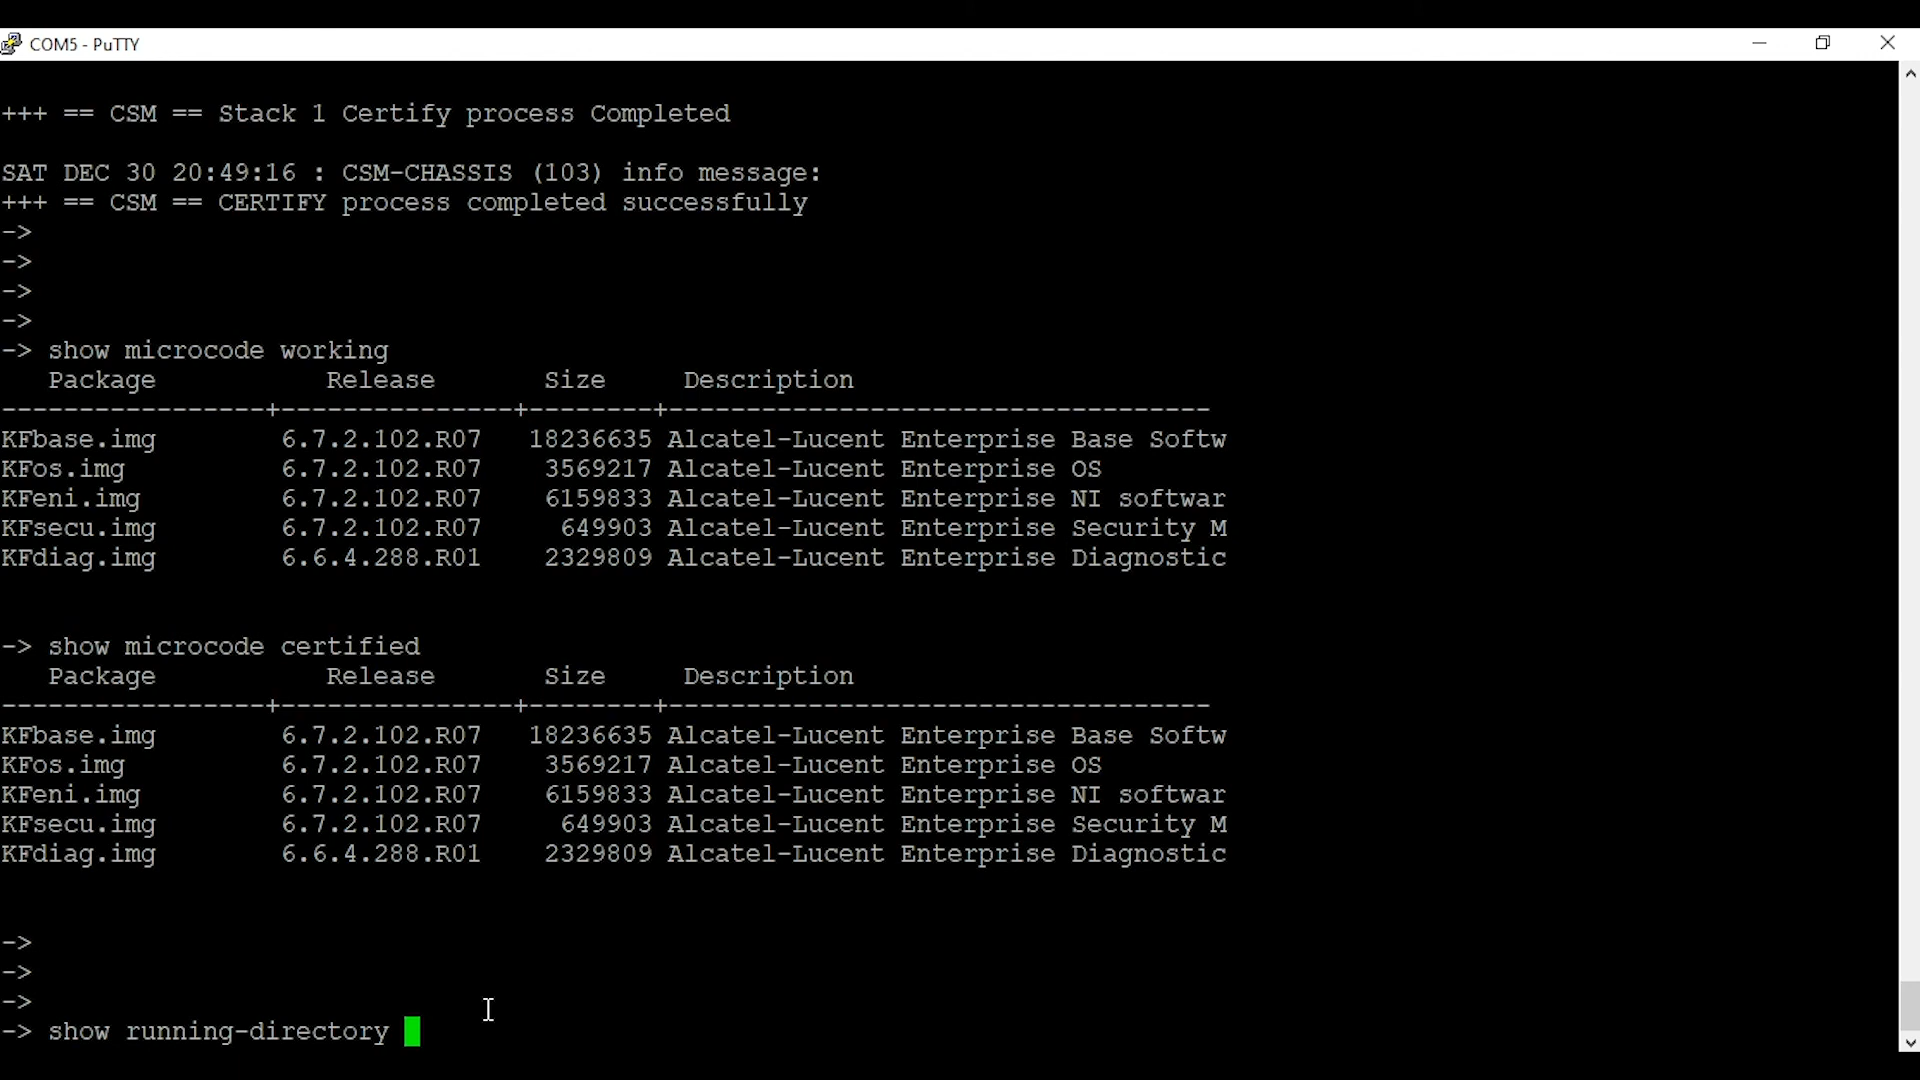 COM5 - PuTTY
+++ == CSM == Stack 1 Certify process Completed
SAT DEC 30 20:49:16 : CSM-CHASSIS (103) info message:
+++ == CSM == CERTIFY process completed successfully
->
->
->
->
-> show microcode working
   Package           Release       Size     Description
-----------------+---------------+--------+-----------------------------------
KFbase.img        6.7.2.102.R07   18236635 Alcatel-Lucent Enterprise Base Softw
KFos.img          6.7.2.102.R07    3569217 Alcatel-Lucent Enterprise OS
KFeni.img         6.7.2.102.R07    6159833 Alcatel-Lucent Enterprise NI softwar
KFsecu.img        6.7.2.102.R07     649903 Alcatel-Lucent Enterprise Security M
KFdiag.img        6.6.4.288.R01    2329809 Alcatel-Lucent Enterprise Diagnostic
-> show microcode certified
   Package           Release       Size     Description
-----------------+---------------+--------+-----------------------------------
KFbase.img        6.7.2.102.R07   18236635 Alcatel-Lucent Enterprise Base Softw
KFos.img          6.7.2.102.R07    3569217 Alcatel-Lucent Enterprise OS
KFeni.img         6.7.2.102.R07    6159833 Alcatel-Lucent Enterprise NI softwar
KFsecu.img        6.7.2.102.R07     649903 Alcatel-Lucent Enterprise Security M
KFdiag.img        6.6.4.288.R01    2329809 Alcatel-Lucent Enterprise Diagnostic
->
->
->
-> show running-directory